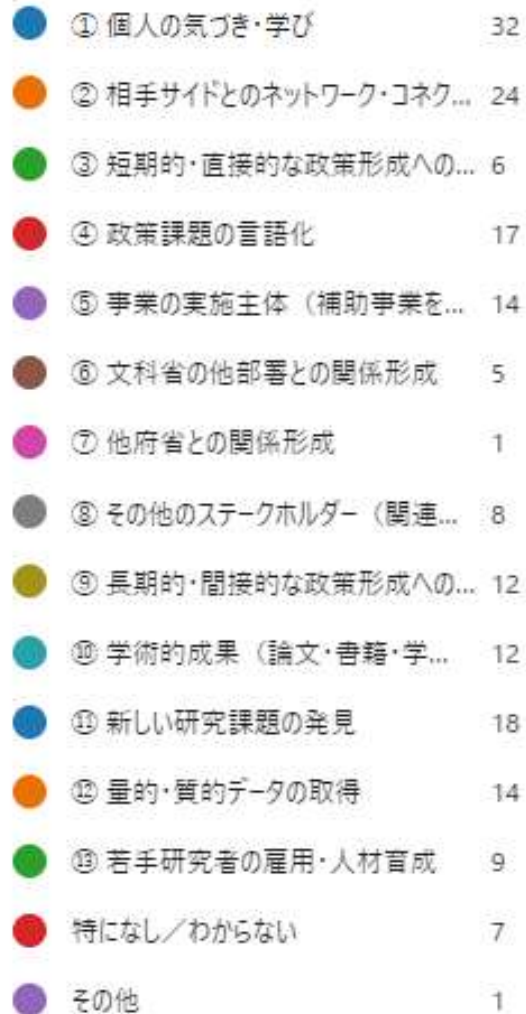 ① 個人の気づき・学び 32
② 相手サイドとのネットワーク・コネク... 24
③ 短期的・直接的な政策形成への... 6
④ 政策課題の言語化 17
⑤ 事業の実施主体（補助事業を... 14
⑥ 文科省の他部署との関係形成 5
⑦ 他府省との関係形成 1
⑧ その他のステークホルダー（関連... 8
⑨ 長期的・間接的な政策形成への... 12
⑩ 学術的成果（論文・書籍・学... 12
⑪ 新しい研究課題の発見 18
⑫ 量的・質的データの取得 14
⑬ 若手研究者の雇用・人材育成 9
特になし／わからない 7
その他 1